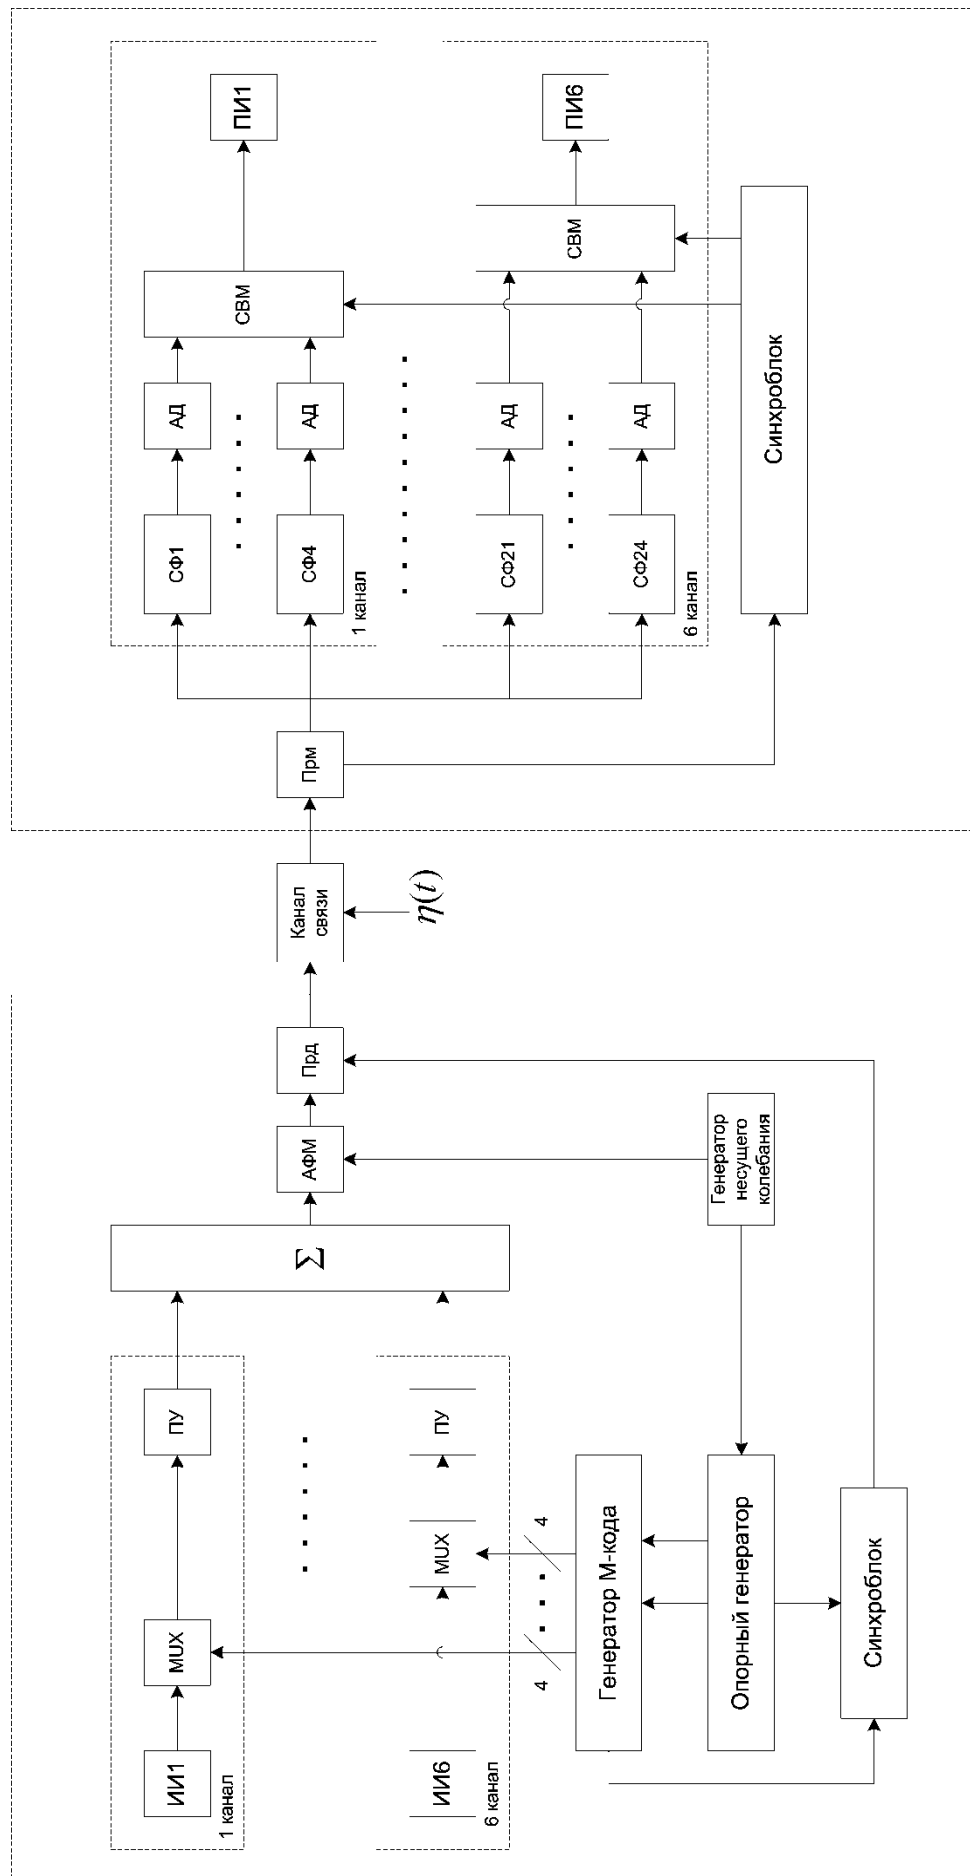 ИИ1
MUX
ПУ
1 канал
ИИ6
MUX
ПУ
6 канал
4
4
Генератор М-кода
Опорный генератор
Синхроблок
Σ
АФМ
Прд
Генератор
несущего
колебания
Канал
связи
η(t)
Прм
СФ1
АД
СФ4
АД
СВМ
ПИ1
1 канал
СФ21
АД
СФ24
АД
СВМ
ПИ6
6 канал
Синхроблок